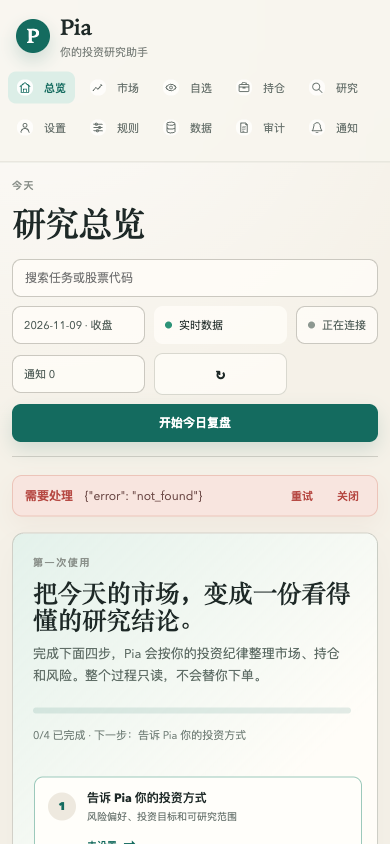 P
Pia
你的投资研究助手
总览 市场 自选 持仓 研究
设置 规则 数据 审计 通知
今天
研究总览
搜索任务或股票代码
2026-11-09 · 收盘 实时数据 正在连接
通知 0 ↻
开始今日复盘
需要处理 {"error": "not_found"} 重试 关闭
第一次使用
把今天的市场，变成一份看得
懂的研究结论。
完成下面四步，Pia 会按你的投资纪律整理市场、持仓
和风险。整个过程只读，不会替你下单。
0/4 已完成 · 下一步：告诉 Pia 你的投资方式
1 告诉 Pia 你的投资方式
风险偏好、投资目标和可研究范围